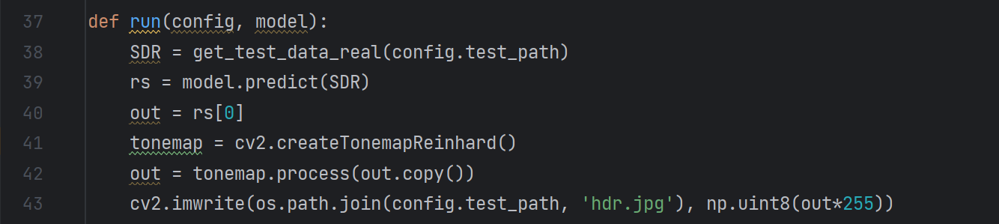 37 def run(config, model):
38     SDR = get_test_data_real(config.test_path)
39     rs = model.predict(SDR)
40     out = rs[0]
41     tonemap = cv2.createTonemapReinhard()
42     out = tonemap.process(out.copy())
43     cv2.imwrite(os.path.join(config.test_path, 'hdr.jpg'), np.uint8(out*255))